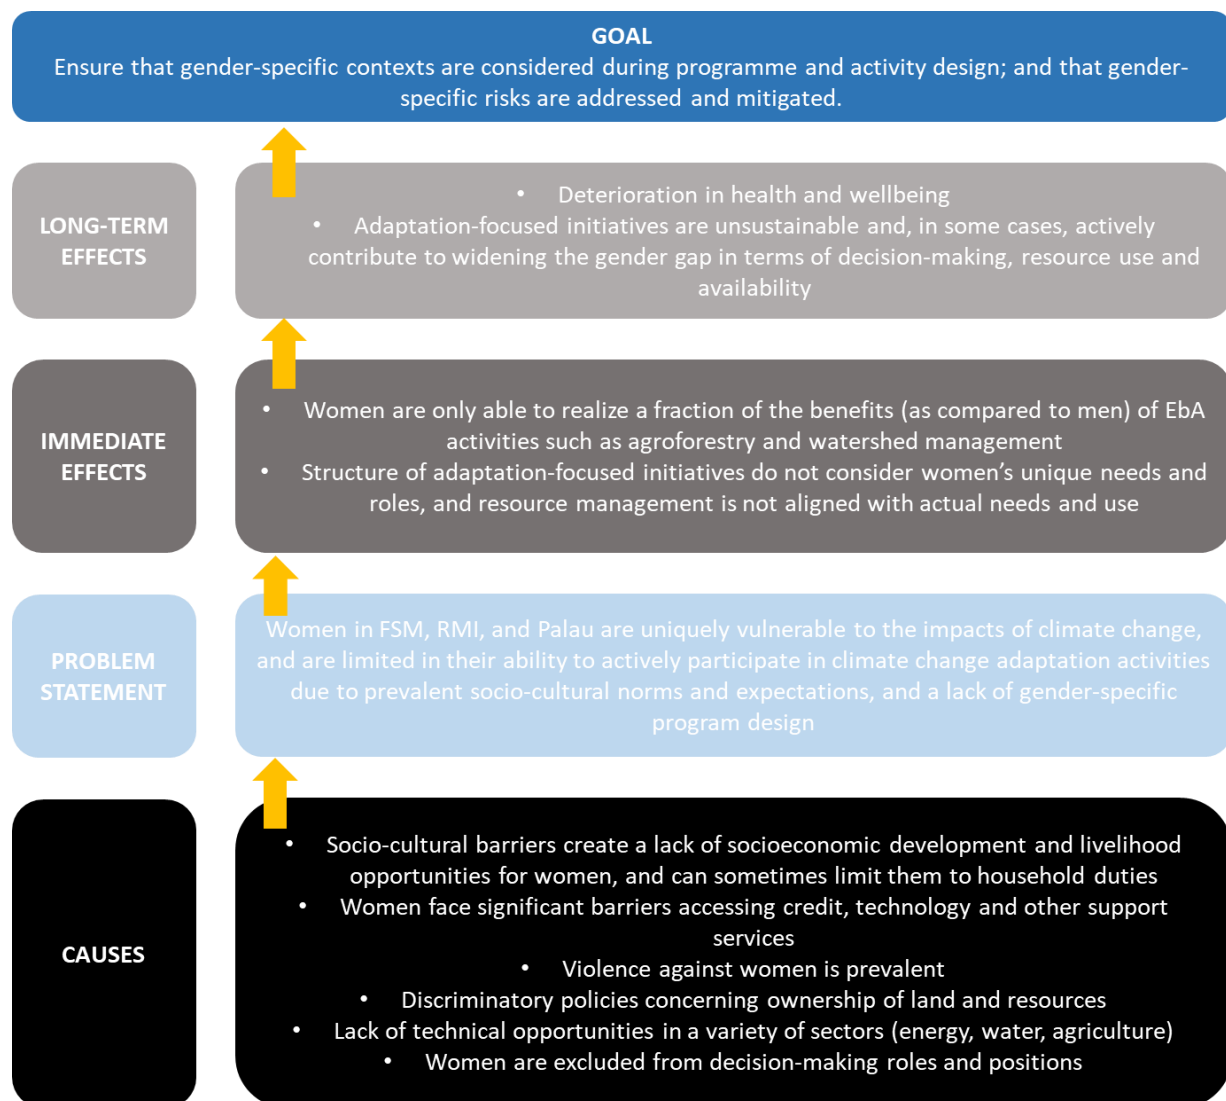 GOAL
Ensure that gender-specific contexts are considered during programme and activity design; and that gender-
specific risks are addressed and mitigated.
LONG-TERM
EFFECTS
• Deterioration in health and wellbeing
• Adaptation-focused initiatives are unsustainable and, in some cases, actively
contribute to widening the gender gap in terms of decision-making, resource use and
availability
IMMEDIATE
EFFECTS
• Women are only able to realize a fraction of the benefits (as compared to men) of EbA
activities such as agroforestry and watershed management
• Structure of adaptation-focused initiatives do not consider women’s unique needs and
roles, and resource management is not aligned with actual needs and use
PROBLEM
STATEMENT
Women in FSM, RMI, and Palau are uniquely vulnerable to the impacts of climate change,
and are limited in their ability to actively participate in climate change adaptation activities
due to prevalent socio-cultural norms and expectations, and a lack of gender-specific
program design
CAUSES
• Socio-cultural barriers create a lack of socioeconomic development and livelihood
opportunities for women, and can sometimes limit them to household duties
• Women face significant barriers accessing credit, technology and other support
services
• Violence against women is prevalent
• Discriminatory policies concerning ownership of land and resources
• Lack of technical opportunities in a variety of sectors (energy, water, agriculture)
• Women are excluded from decision-making roles and positions